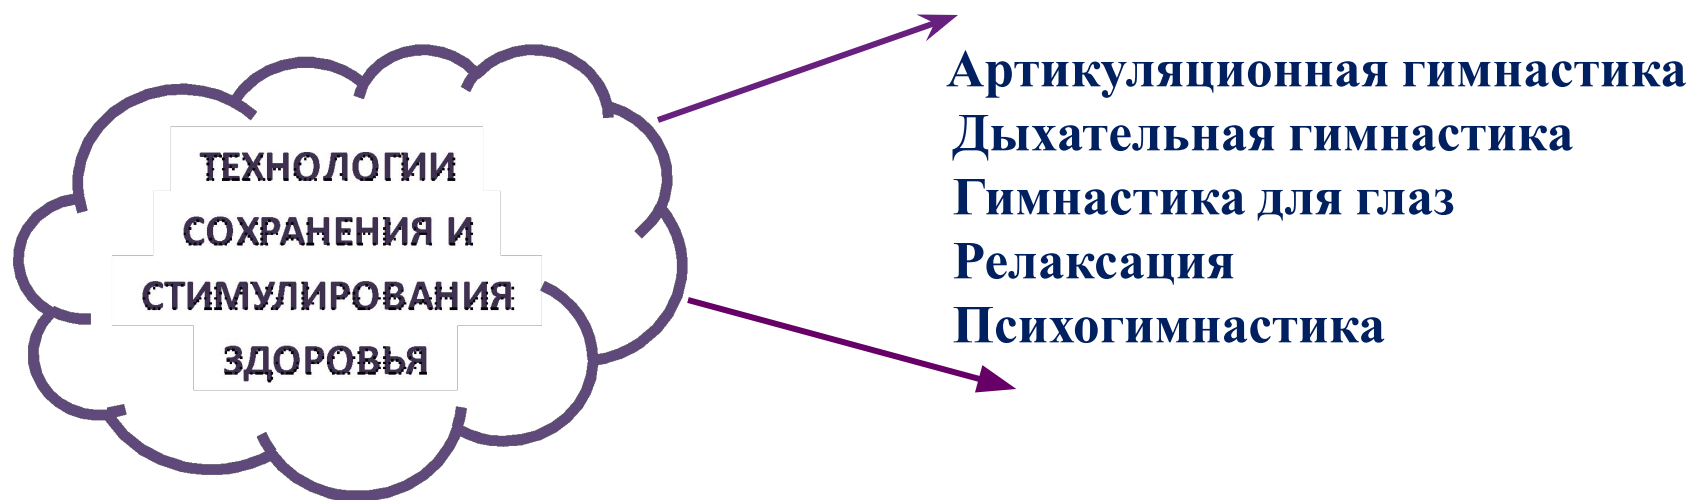 ТЕХНОЛОГИИ
СОХРАНЕНИЯ И
СТИМУЛИРОВАНИЯ
ЗДОРОВЬЯ
Артикуляционная гимнастика
Дыхательная гимнастика
Гимнастика для глаз
Релаксация
Психогимнастика